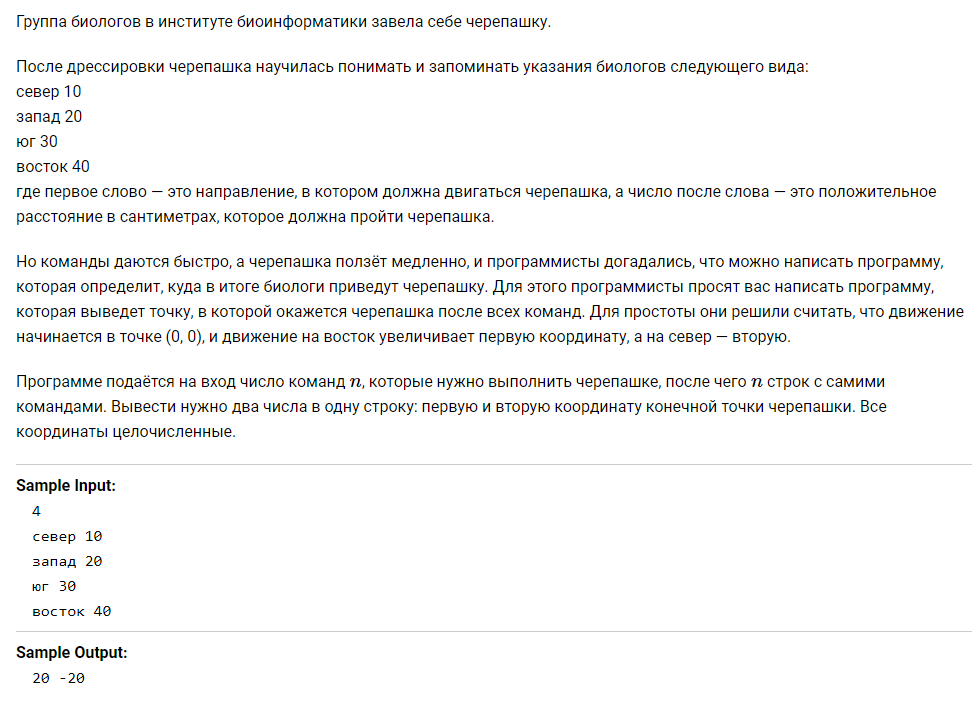 Группа биологов в институте биоинформатики завела себе черепашку.
После дрессировки черепашка научилась понимать и запоминать указания биологов следующего вида:
север 10
запад 20
юг 30
восток 40
где первое слово — это направление, в котором должна двигаться черепашка, а число после слова — это положительное
расстояние в сантиметрах, которое должна пройти черепашка.
Но команды даются быстро, а черепашка ползёт медленно, и программисты догадались, что можно написать программу,
которая определит, куда в итоге биологи приведут черепашку. Для этого программисты просят вас написать программу,
которая выведет точку, в которой окажется черепашка после всех команд. Для простоты они решили считать, что движение
начинается в точке (0, 0), и движение на восток увеличивает первую координату, а на север — вторую.
Программе подаётся на вход число команд n, которые нужно выполнить черепашке, после чего n строк с самими
командами. Вывести нужно два числа в одну строку: первую и вторую координату конечной точки черепашки. Все
координаты целочисленные.
Sample Input:
4
север 10
запад 20
юг 30
восток 40
Sample Output:
20 -20